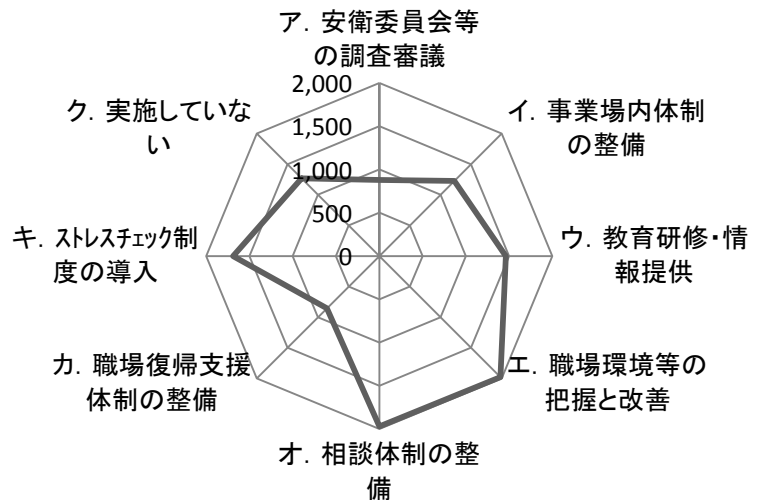 ア. 安衛委員会等
の調査審議
イ. 事業場内体制
の整備
ウ. 教育研修・情
報提供
エ. 職場環境等の
把握と改善
オ. 相談体制の整
備
カ. 職場復帰支援
体制の整備
キ. ストレスチェック制
度の導入
ク. 実施していな
い
2,000
1,500
1,000
500
0